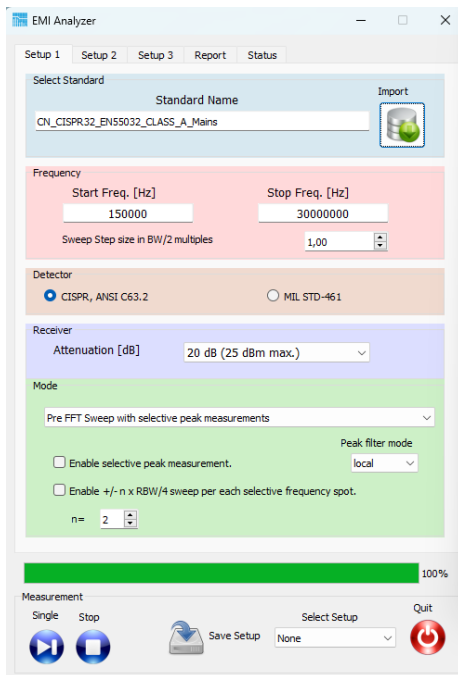 EMI Analyzer
Setup 1 Setup 2 Setup 3 Report Status
Select Standard
Standard Name
Import
CN_CISPR32_EN55032_CLASS_A_Mains
Frequency
Start Freq. [Hz] Stop Freq. [Hz]
150000 30000000
Sweep Step size in BW/2 multiples 1,00
Detector
CISPR, ANSI C63.2 MIL STD-461
Receiver
Attenuation [dB] 20 dB (25 dBm max.)
Mode
Pre FFT Sweep with selective peak measurements
Peak filter mode
Enable selective peak measurement. local
Enable +/- n x RBW/4 sweep per each selective frequency spot.
n= 2
100%
Measurement
Single Stop Select Setup Quit
Save Setup None